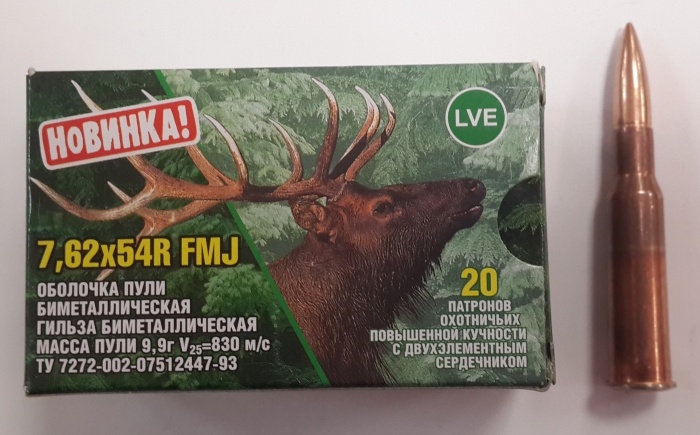 НОВИНКА!
LVE
7,62x54R FMJ
ОБОЛОЧКА ПУЛИ
БИМЕТАЛЛИЧЕСКАЯ
ГИЛЬЗА БИМЕТАЛЛИЧЕСКАЯ
МАССА ПУЛИ 9,9г V25=830 м/с
ТУ 7272-002-07512447-93
20
ПАТРОНОВ
ОХОТНИЧЬИХ
ПОВЫШЕННОЙ КУЧНОСТИ
С ДВУХЭЛЕМЕНТНЫМ
СЕРДЕЧНИКОМ